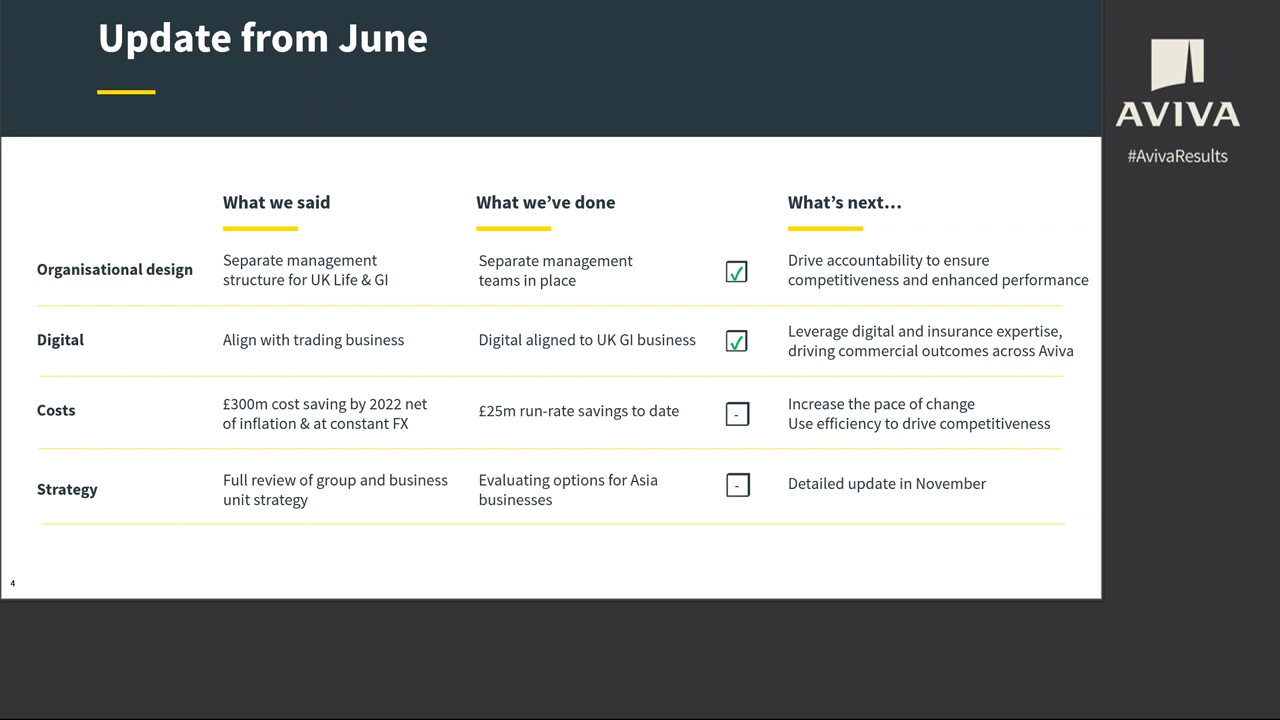 Update from June
AVIVA
#AvivaResults
What we said
What we've done
What's next...
Organisational design
Separate management
structure for UK Life & GI
Separate management
teams in place
Drive accountability to ensure
competitiveness and enhanced performance
Digital
Align with trading business
Digital aligned to UK GI business
Leverage digital and insurance expertise,
driving commercial outcomes across Aviva
Costs
£300m cost saving by 2022 net
of inflation & at constant FX
£25m run-rate savings to date
-
Increase the pace of change
Use efficiency to drive competitiveness
Strategy
Full review of group and business
unit strategy
Evaluating options for Asia
businesses
-
Detailed update in November
4